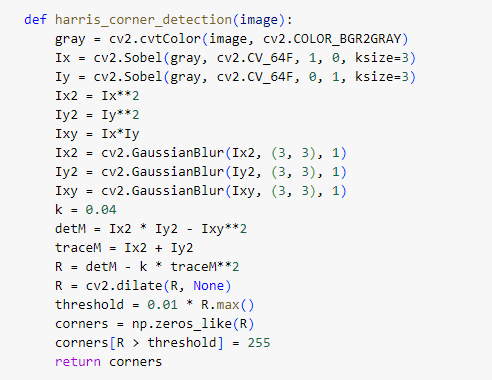 def harris_corner_detection(image):
    gray = cv2.cvtColor(image, cv2.COLOR_BGR2GRAY)
    Ix = cv2.Sobel(gray, cv2.CV_64F, 1, 0, ksize=3)
    Iy = cv2.Sobel(gray, cv2.CV_64F, 0, 1, ksize=3)
    Ix2 = Ix**2
    Iy2 = Iy**2
    Ixy = Ix*Iy
    Ix2 = cv2.GaussianBlur(Ix2, (3, 3), 1)
    Iy2 = cv2.GaussianBlur(Iy2, (3, 3), 1)
    Ixy = cv2.GaussianBlur(Ixy, (3, 3), 1)
    k = 0.04
    detM = Ix2 * Iy2 - Ixy**2
    traceM = Ix2 + Iy2
    R = detM - k * traceM**2
    R = cv2.dilate(R, None)
    threshold = 0.01 * R.max()
    corners = np.zeros_like(R)
    corners[R > threshold] = 255
    return corners